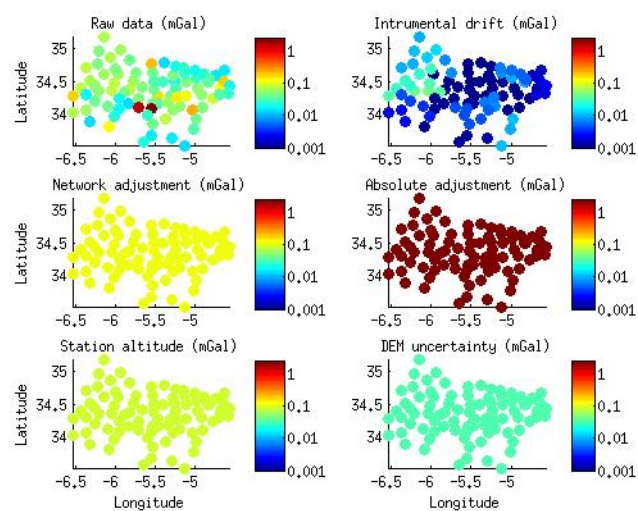 Raw data (mGal)
Intrumental drift (mGal)
Latitude
35
34.5
34
-6.5 -6 -5.5 -5
1
0.1
0.01
0.001
35
34.5
34
-6.5 -6 -5.5 -5
1
0.1
0.01
0.001
Network adjustment (mGal)
Absolute adjustment (mGal)
Latitude
35
34.5
34
-6.5 -6 -5.5 -5
1
0.1
0.01
0.001
35
34.5
34
-6.5 -6 -5.5 -5
1
0.1
0.01
0.001
Station altitude (mGal)
DEM uncertainty (mGal)
Latitude
35
34.5
34
-6.5 -6 -5.5 -5
Longitude
1
0.1
0.01
0.001
35
34.5
34
-6.5 -6 -5.5 -5
Longitude
1
0.1
0.01
0.001